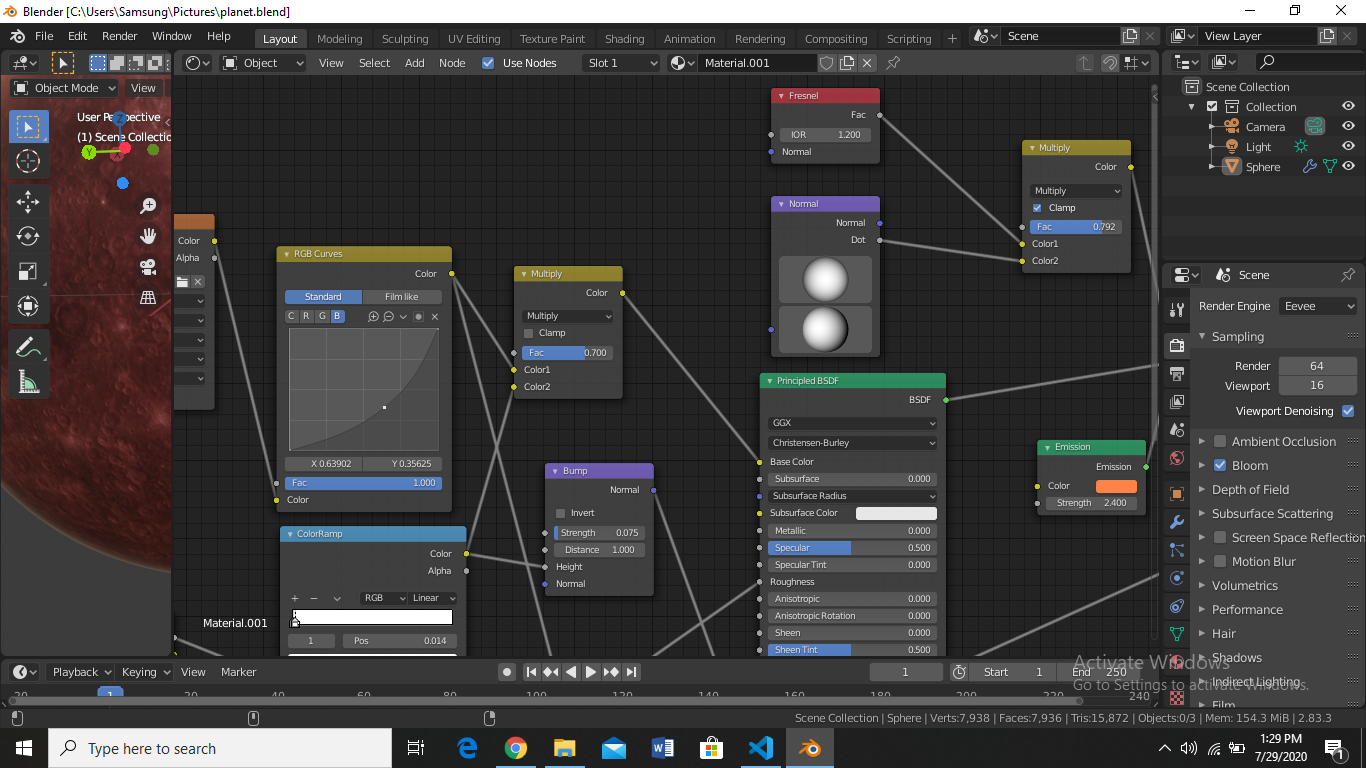 Blender [C:\Users\Samsung\Pictures\planet.blend]
File Edit Render Window Help Layout Modeling Sculpting UV Editing Texture Paint Shading Animation Rendering Compositing Scripting + Scene View Layer
Object View Select Add Node Use Nodes Slot 1 Material.001
Object Mode View
User Perspective
(1) Scene Collectio
Y
X
Z
Color
Alpha
RGB Curves
Color
Standard Film like
C R G B
X 0.63902 Y 0.35625
Fac 1.000
Color
ColorRamp
Color
Alpha
+ − RGB Linear
1 Pos 0.014
Material.001
Multiply
Color
Multiply
Clamp
Fac 0.700
Color1
Color2
Bump
Normal
Invert
Strength 0.075
Distance 1.000
Height
Normal
Fresnel
Fac
IOR 1.200
Normal
Normal
Normal
Dot
Principled BSDF
BSDF
GGX
Christensen-Burley
Base Color
Subsurface 0.000
Subsurface Radius
Subsurface Color
Metallic 0.000
Specular 0.500
Specular Tint 0.000
Roughness
Anisotropic 0.000
Anisotropic Rotation 0.000
Sheen 0.000
Sheen Tint 0.500
Multiply
Color
Multiply
Clamp
Fac 0.792
Color1
Color2
Emission
Emission
Color
Strength 2.400
Scene Collection
Collection
Camera
Light
Sphere
Scene
Render Engine Eevee
Sampling
Render 64
Viewport 16
Viewport Denoising
Ambient Occlusion
Bloom
Depth of Field
Subsurface Scattering
Screen Space Reflection
Motion Blur
Volumetrics
Performance
Hair
Shadows
Indirect Lighting
Film
Activate Windows
Go to Settings to activate Windows.
Playback Keying View Marker 1 Start 1 End 250
-20 1 20 40 60 80 100 120 140 160 180 200 220 240
Scene Collection | Sphere | Verts:7,938 | Faces:7,936 | Tris:15,872 | Objects:0/3 | Mem: 154.3 MiB | 2.83.3
Type here to search
1:29 PM
7/29/2020
1